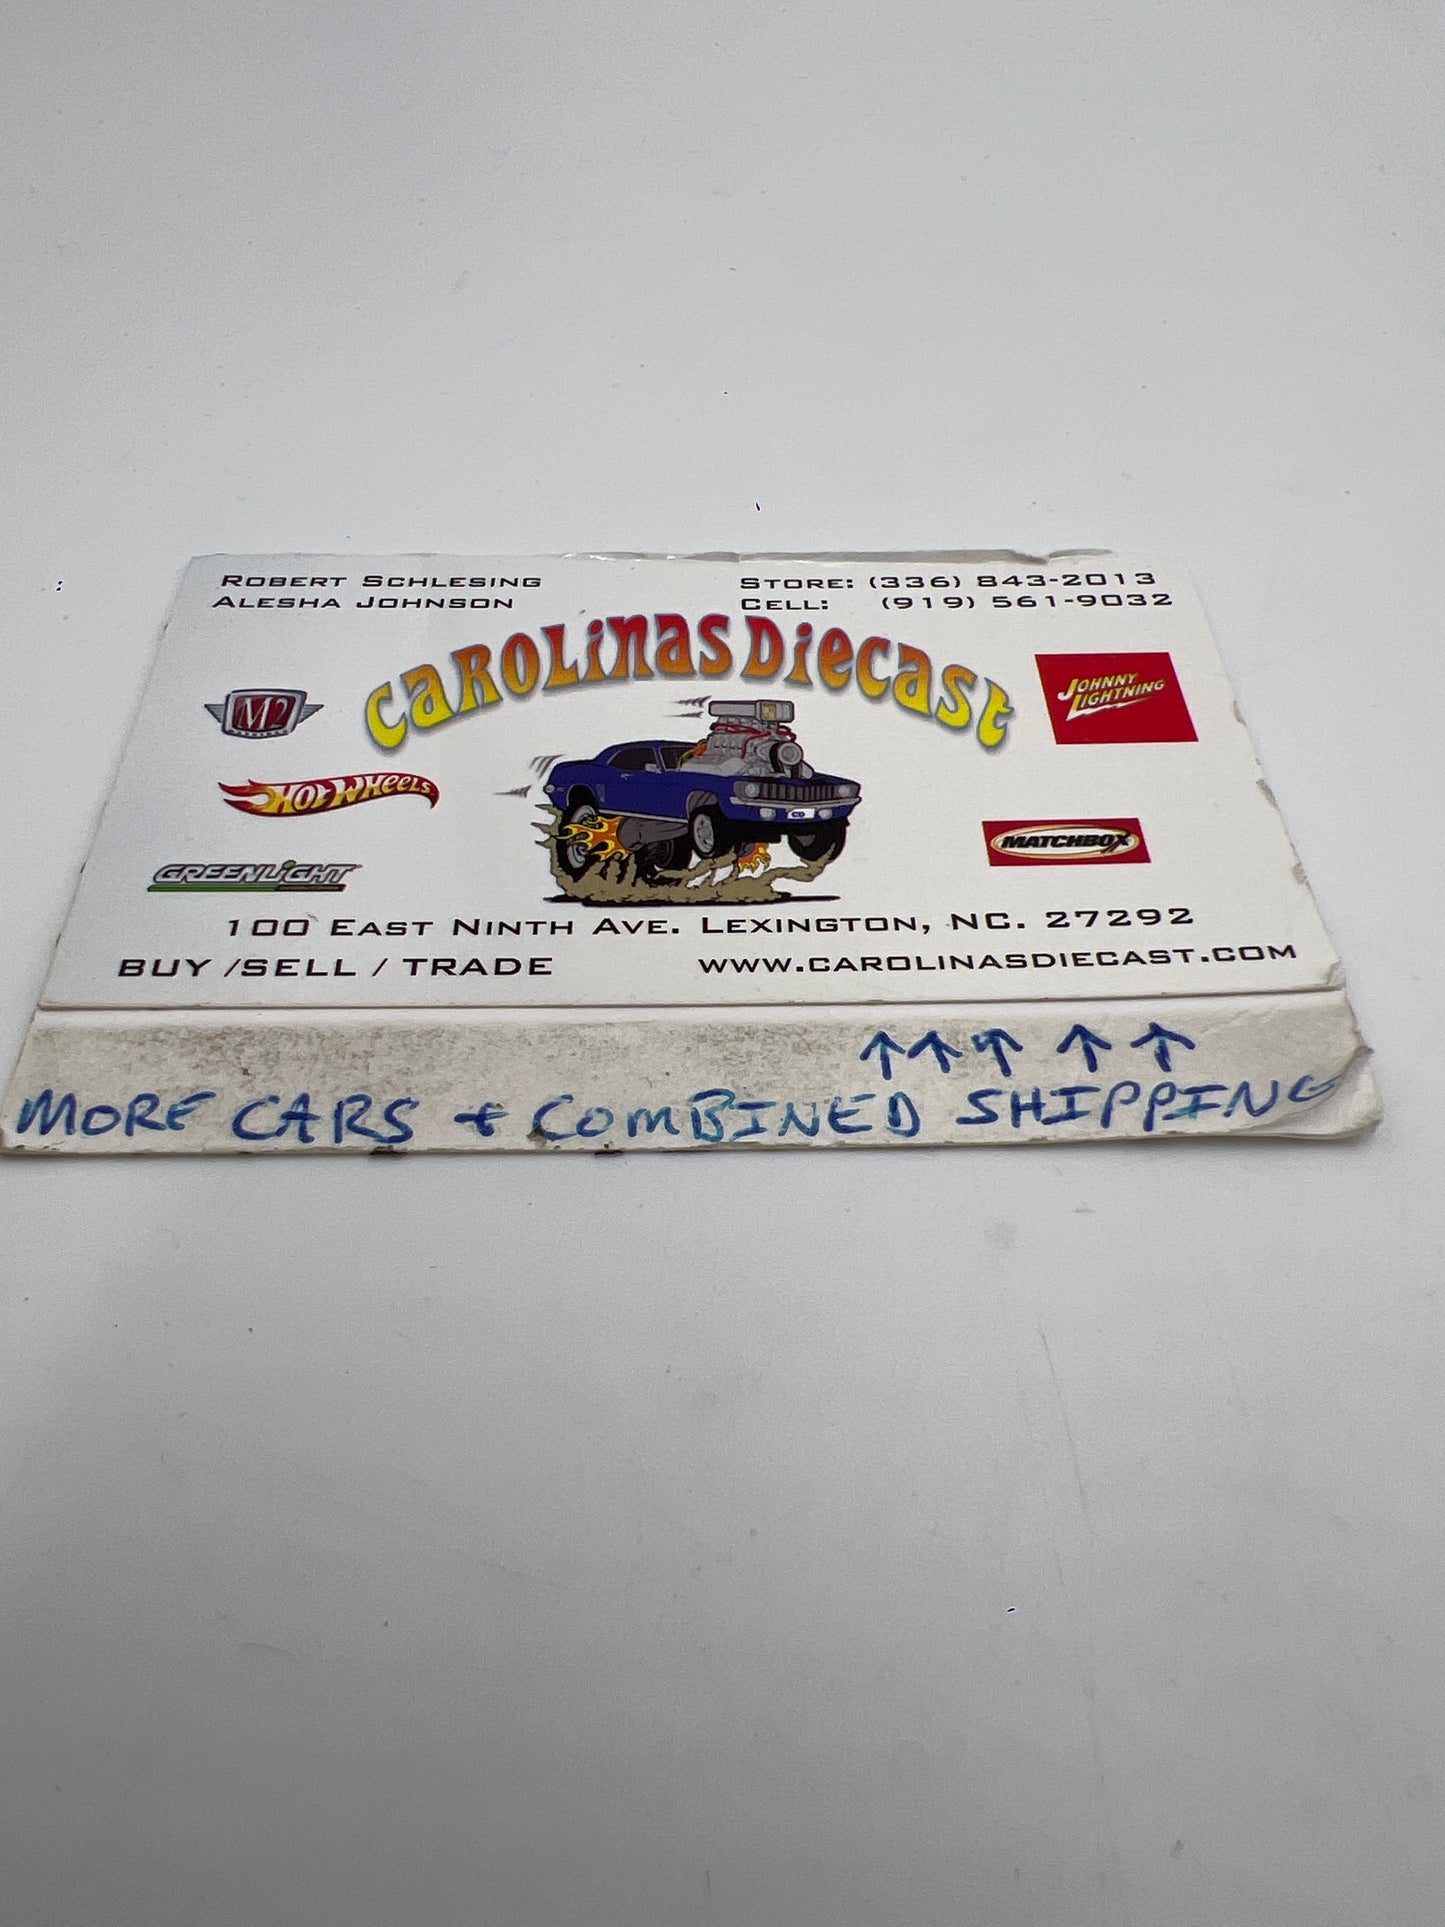 ROBERT SCHLESING
ALESHA JOHNSON
STORE: (336) 843-2013
CELL: (919) 561-9032
CAROLINAS DIECAST
M2
JOHNNY
LIGHTNING
HOT WHEELS
MATCHBOX
GREENLIGHT
100 EAST NINTH AVE. LEXINGTON, NC. 27292
BUY /SELL / TRADE
WWW.CAROLINASDIECAST.COM
↑↑↑ ↑ ↑
MORE CARS + COMBINED SHIPPING